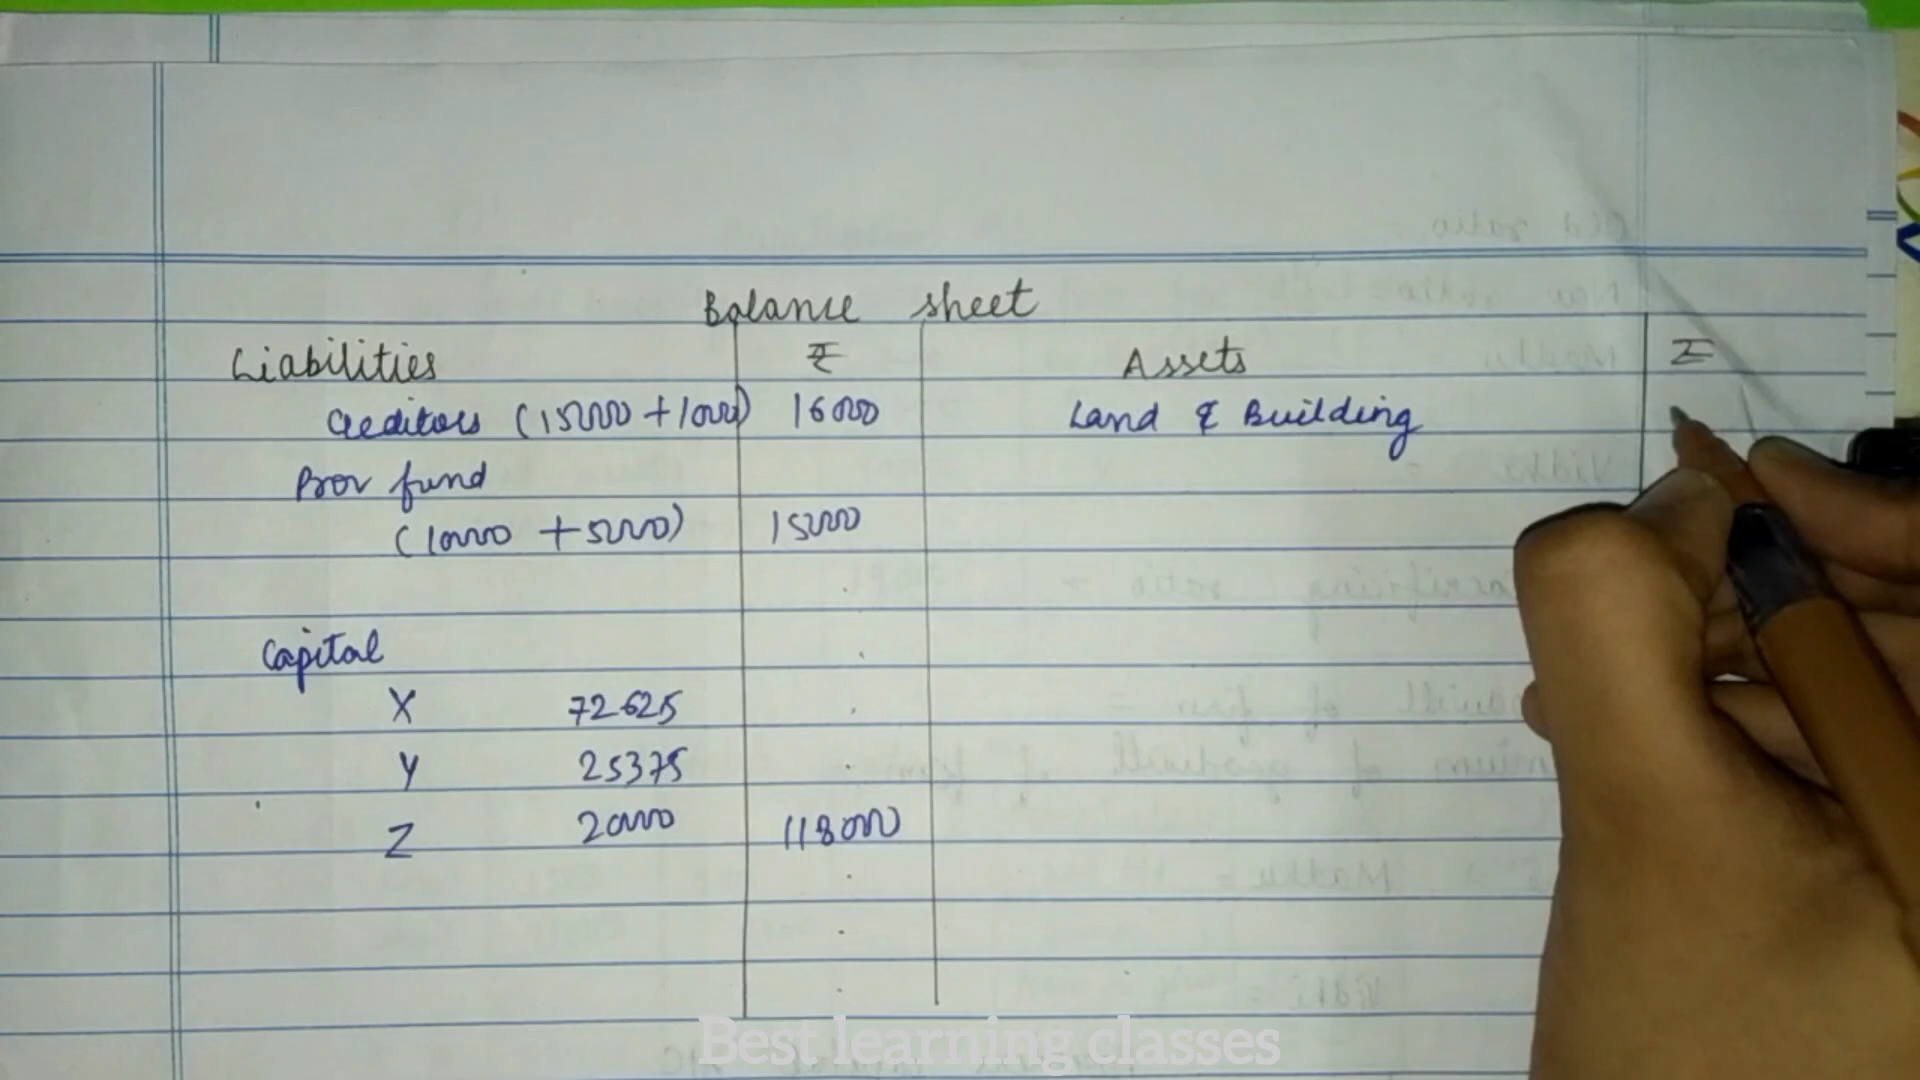 Balance sheet
Liabilities ₹ Assets ₹
Creditors (15000 + 1000) 16000 Land & Building
Prov fund
(10000 + 5000) 15000
Capital
X 72625
Y 25375
Z 20000 118000
Best learning classes